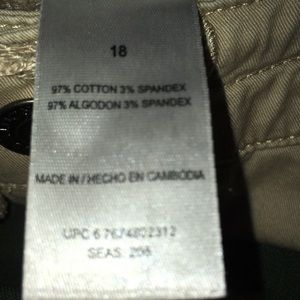 18
97% COTTON 3% SPANDEX
97% ALGODON 3% SPANDEX
MADE IN / HECHO EN CAMBODIA
UPC
SEAS: